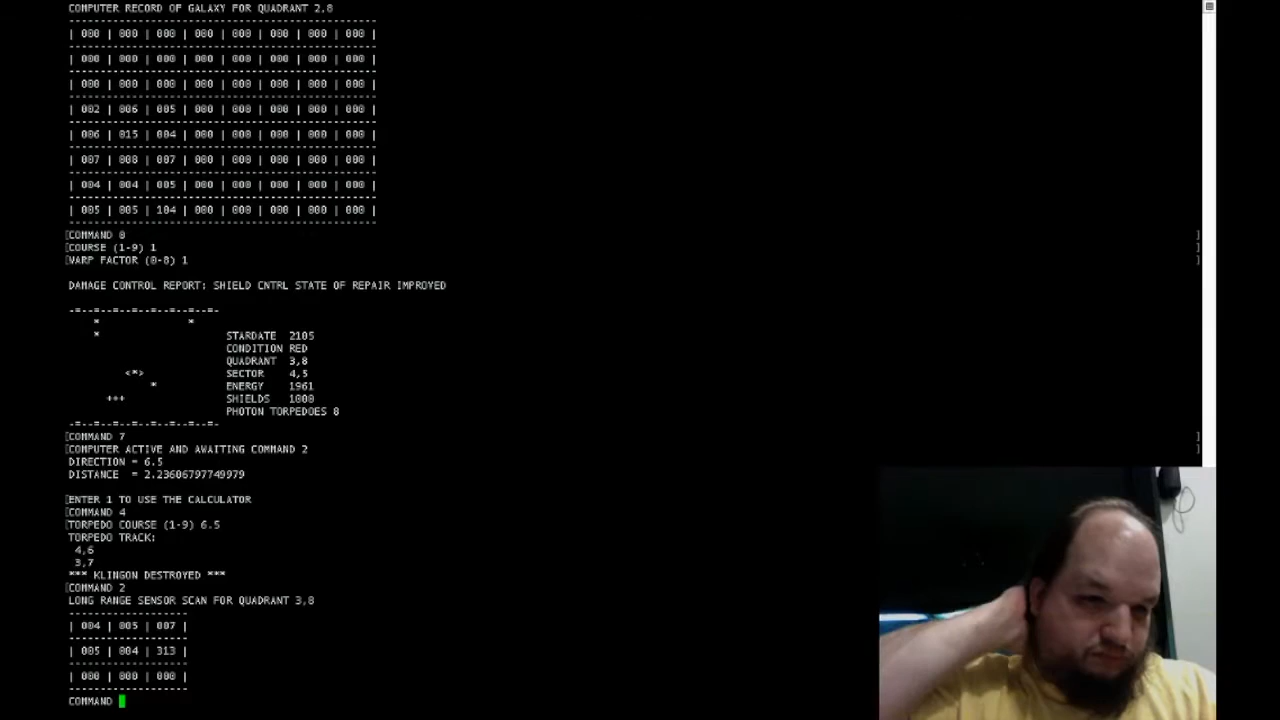 COMPUTER RECORD OF GALAXY FOR QUADRANT 2,8
-------------------------------------------------
| 000 | 000 | 000 | 000 | 000 | 000 | 000 | 000 |
-------------------------------------------------
| 000 | 000 | 000 | 000 | 000 | 000 | 000 | 000 |
-------------------------------------------------
| 000 | 000 | 000 | 000 | 000 | 000 | 000 | 000 |
-------------------------------------------------
| 002 | 006 | 005 | 000 | 000 | 000 | 000 | 000 |
-------------------------------------------------
| 006 | 015 | 004 | 000 | 000 | 000 | 000 | 000 |
-------------------------------------------------
| 007 | 008 | 007 | 000 | 000 | 000 | 000 | 000 |
-------------------------------------------------
| 004 | 004 | 005 | 000 | 000 | 000 | 000 | 000 |
-------------------------------------------------
| 005 | 005 | 104 | 000 | 000 | 000 | 000 | 000 |
-------------------------------------------------
[COMMAND 0 ]
[COURSE (1-9) 1 ]
[WARP FACTOR (0-8) 1 ]
DAMAGE CONTROL REPORT: SHIELD CNTRL STATE OF REPAIR IMPROVED
-=--=--=--=--=--=--=--=-
* *
* STARDATE 2105
CONDITION RED
QUADRANT 3,8
<*> SECTOR 4,5
* ENERGY 1961
+++ SHIELDS 1000
PHOTON TORPEDOES 8
-=--=--=--=--=--=--=--=-
[COMMAND 7 ]
[COMPUTER ACTIVE AND AWAITING COMMAND 2 ]
DIRECTION = 6.5
DISTANCE = 2.23606797749979
[ENTER 1 TO USE THE CALCULATOR
[COMMAND 4
[TORPEDO COURSE (1-9) 6.5
TORPEDO TRACK:
4,6
3,7
*** KLINGON DESTROYED ***
[COMMAND 2
LONG RANGE SENSOR SCAN FOR QUADRANT 3,8
-------------------
| 004 | 005 | 007 |
-------------------
| 005 | 004 | 313 |
-------------------
| 000 | 000 | 000 |
-------------------
COMMAND